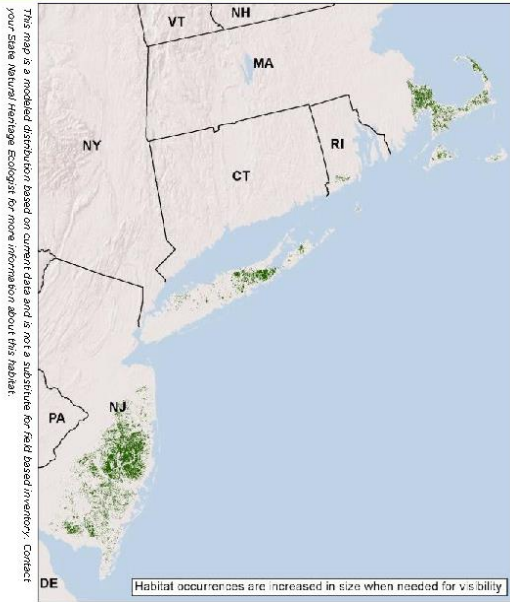 VT
NH
MA
NY
CT
RI
PA
NJ
DE
Habitat occurrences are increased in size when needed for visibility
This map is a modeled distribution based on current data and is not a substitute for field based inventory. Contact
your State Natural Heritage Ecologist for more information about this habitat.